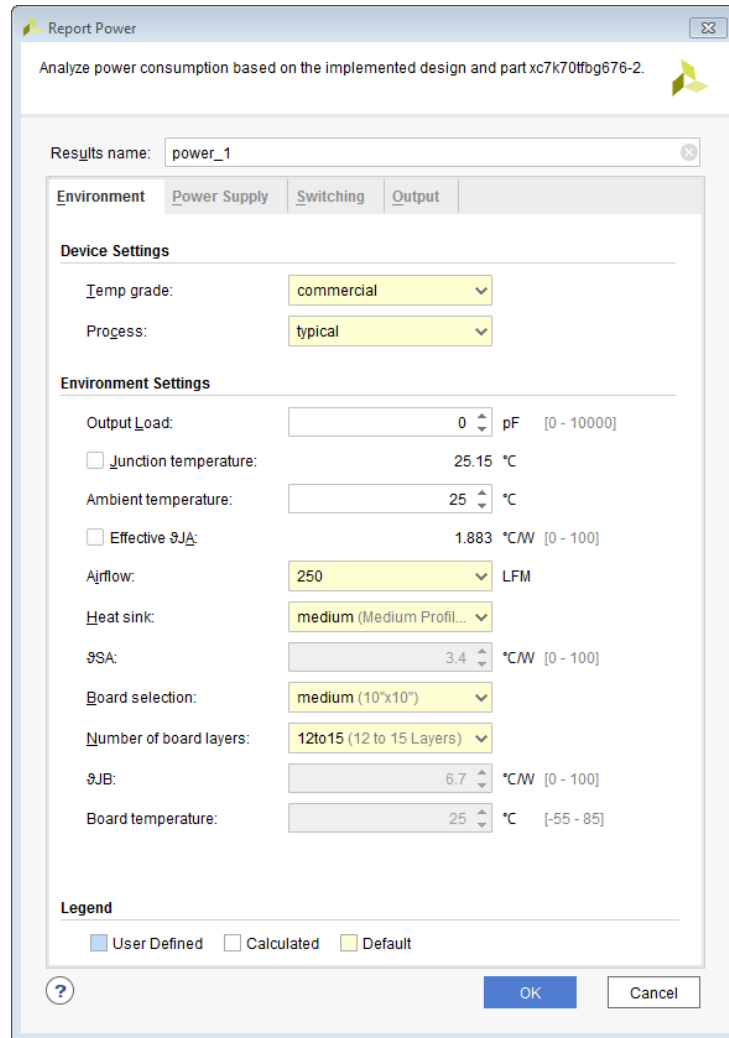 Report Power
Analyze power consumption based on the implemented design and part xc7k70tfbg676-2.
Results name: power_1
Environment Power Supply Switching Output
Device Settings
Temp grade: commercial
Process: typical
Environment Settings
Output Load: 0 pF [0 - 10000]
Junction temperature: 25.15 °C
Ambient temperature: 25 °C
Effective ϑJA: 1.883 °C/W [0 - 100]
Airflow: 250 LFM
Heat sink: medium (Medium Profil...
ϑSA: 3.4 °C/W [0 - 100]
Board selection: medium (10"x10")
Number of board layers: 12to15 (12 to 15 Layers)
ϑJB: 6.7 °C/W [0 - 100]
Board temperature: 25 °C [-55 - 85]
Legend
User Defined Calculated Default
? OK Cancel